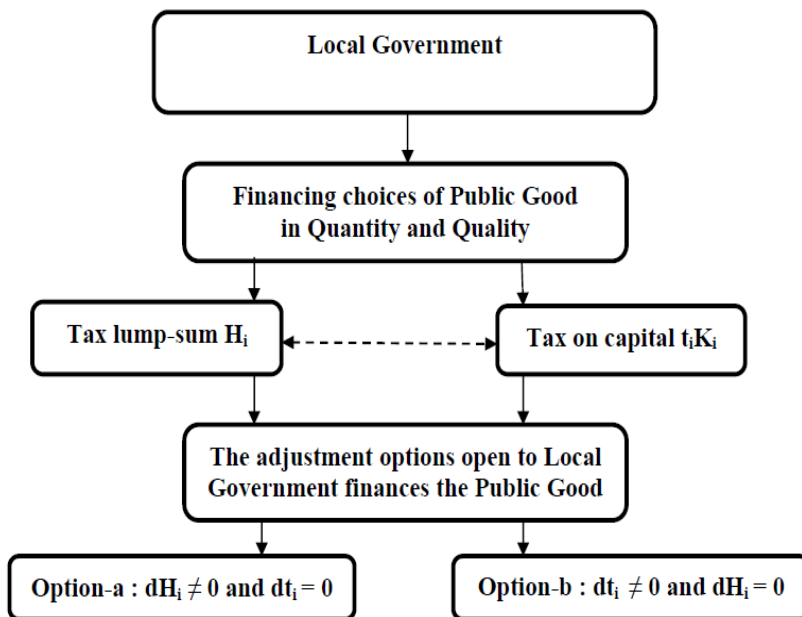 Local Government
Financing choices of Public Good
in Quantity and Quality
Tax lump-sum Hᵢ
Tax on capital tᵢKᵢ
The adjustment options open to Local
Government finances the Public Good
Option-a : dHᵢ ≠ 0 and dtᵢ = 0
Option-b : dtᵢ ≠ 0 and dHᵢ = 0